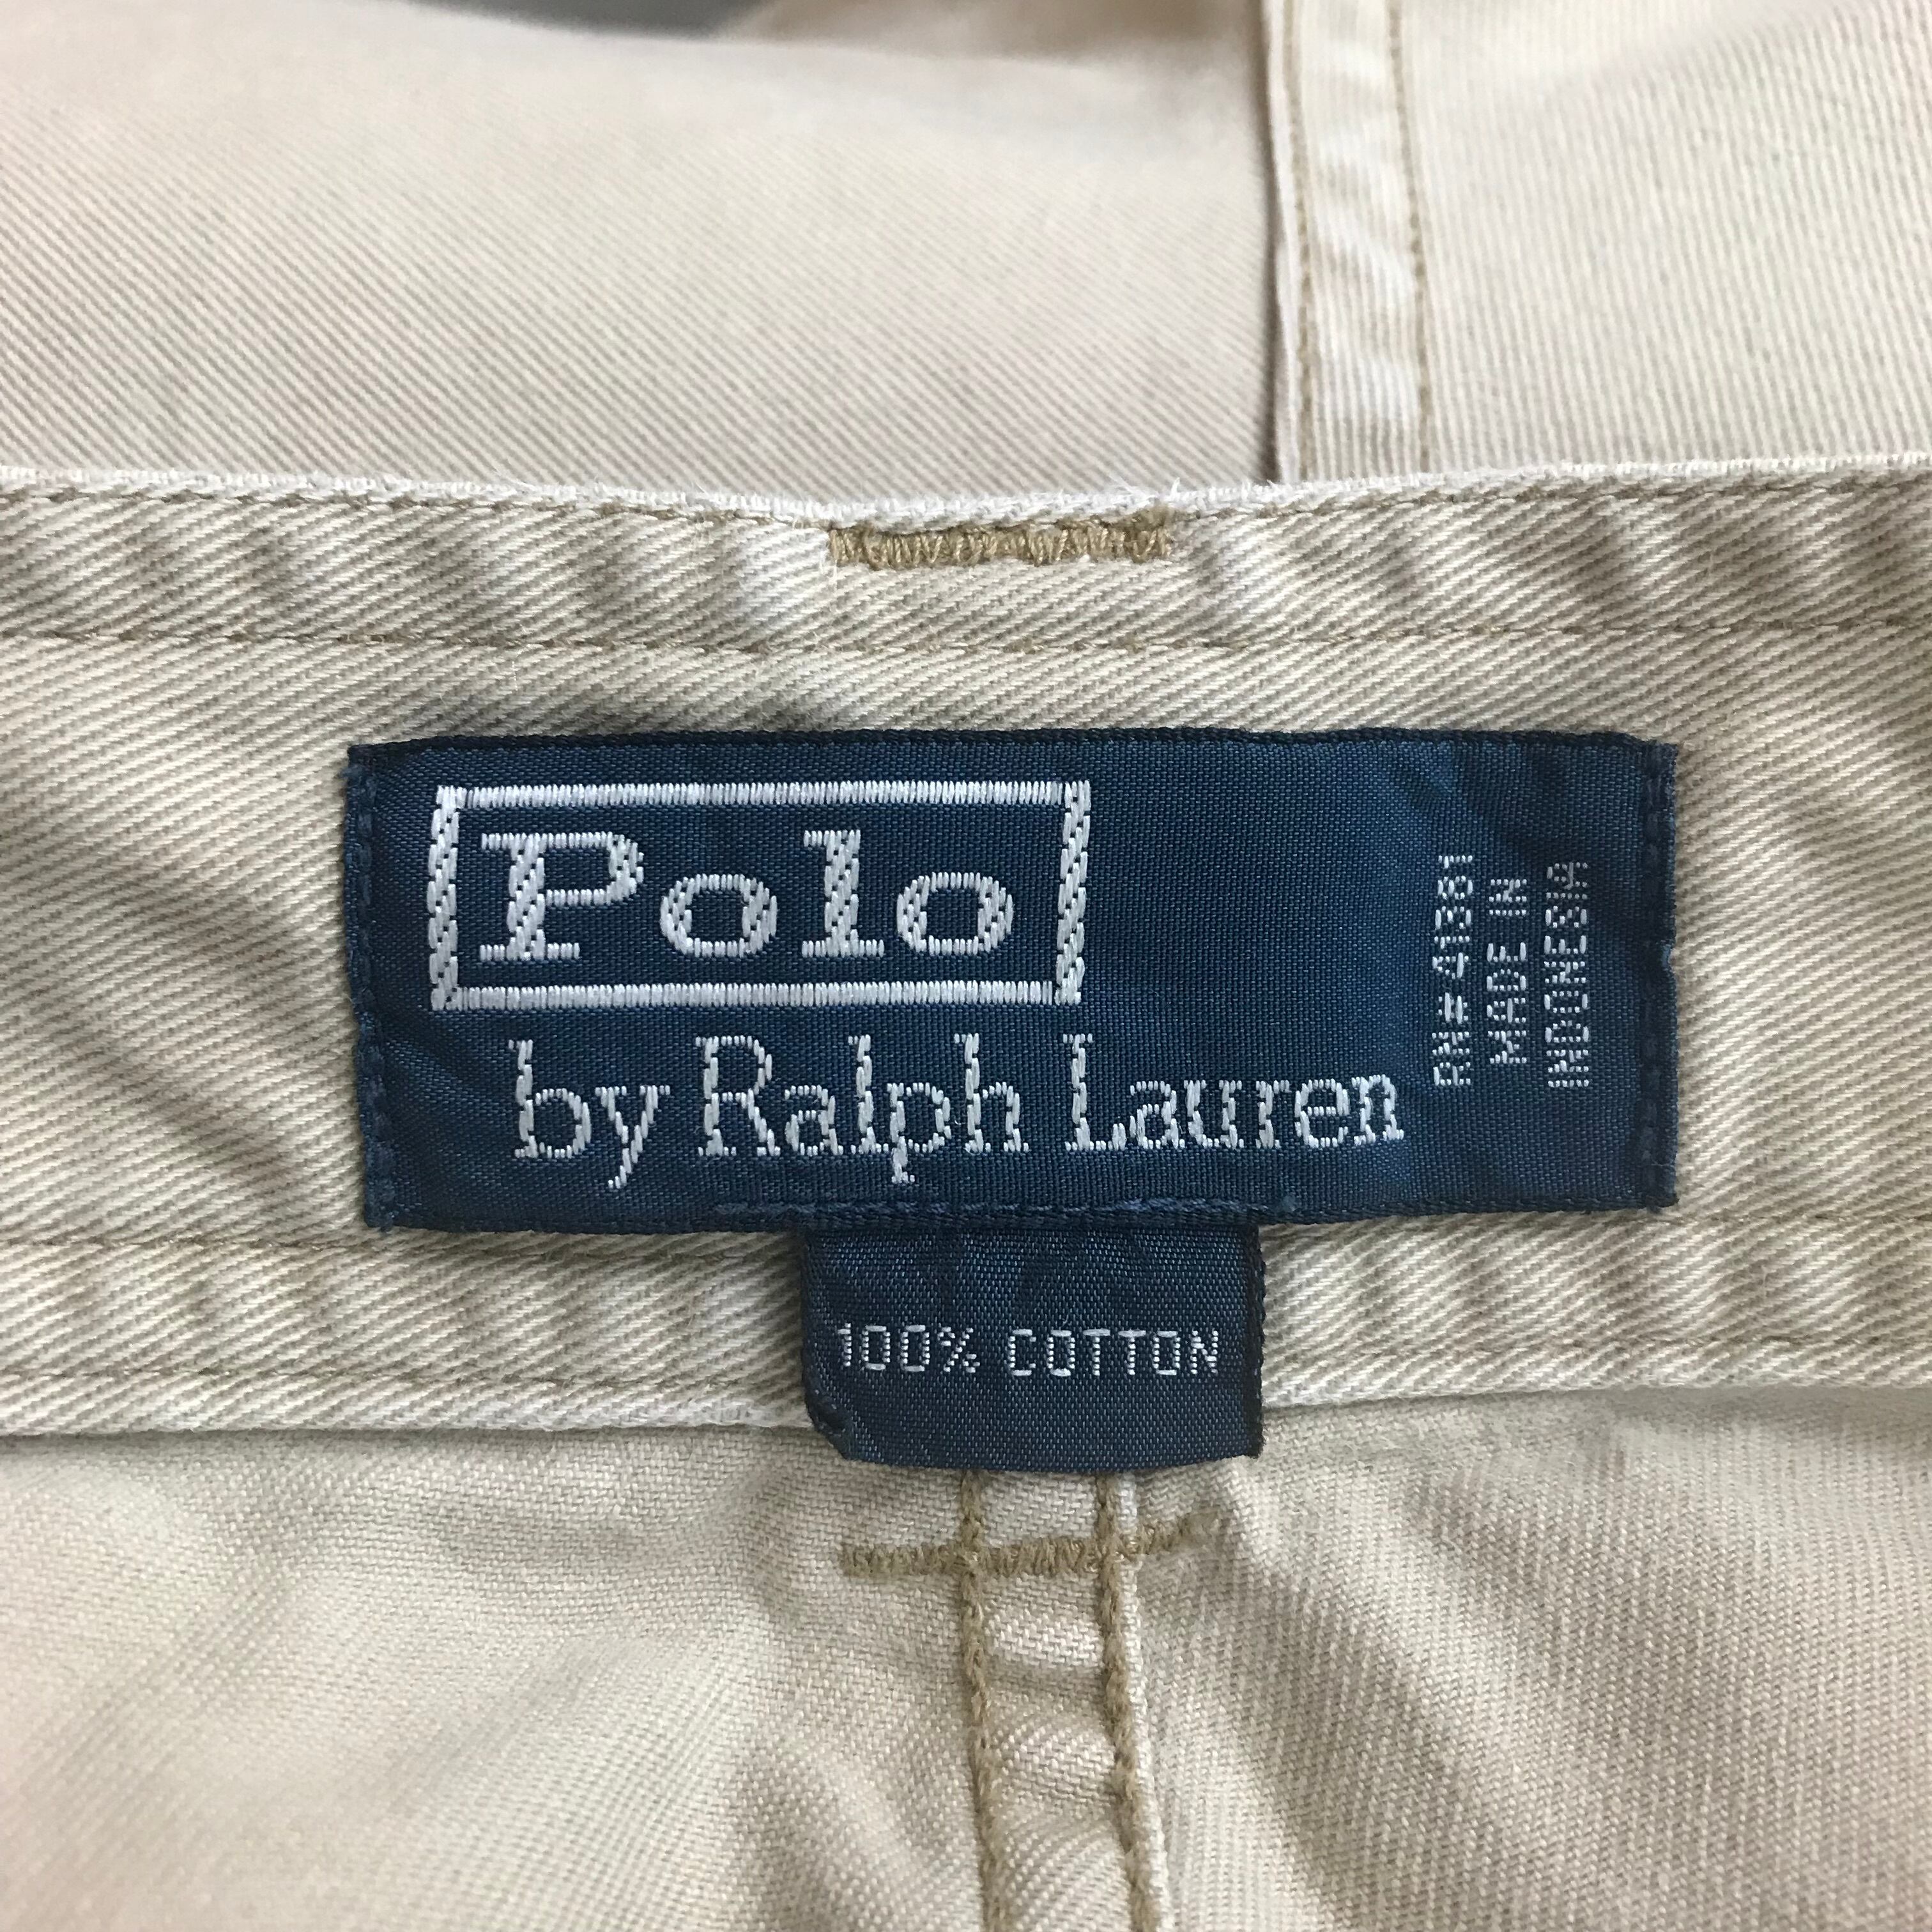 Polo
by Ralph Lauren
RN# 41381
MADE IN
INDONESIA
100% COTTON